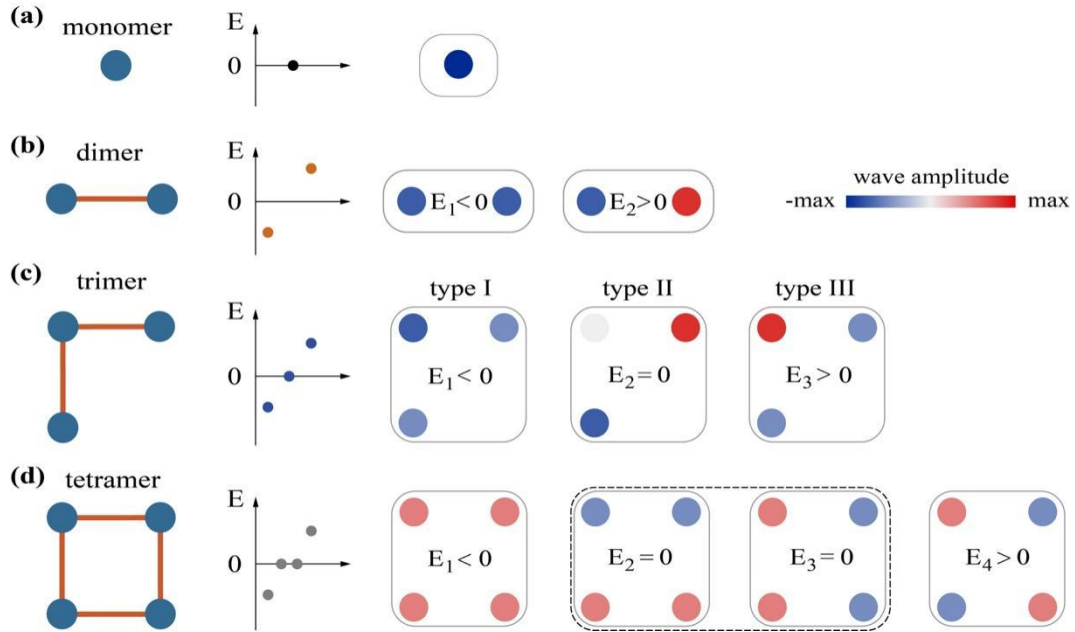 (a)
monomer
E
0
(b)
dimer
E
0
E₁< 0
E₂> 0
wave amplitude
-max
max
(c)
trimer
E
0
type I
type II
type III
E₁< 0
E₂= 0
E₃> 0
(d)
tetramer
E
0
E₁< 0
E₂= 0
E₃= 0
E₄> 0